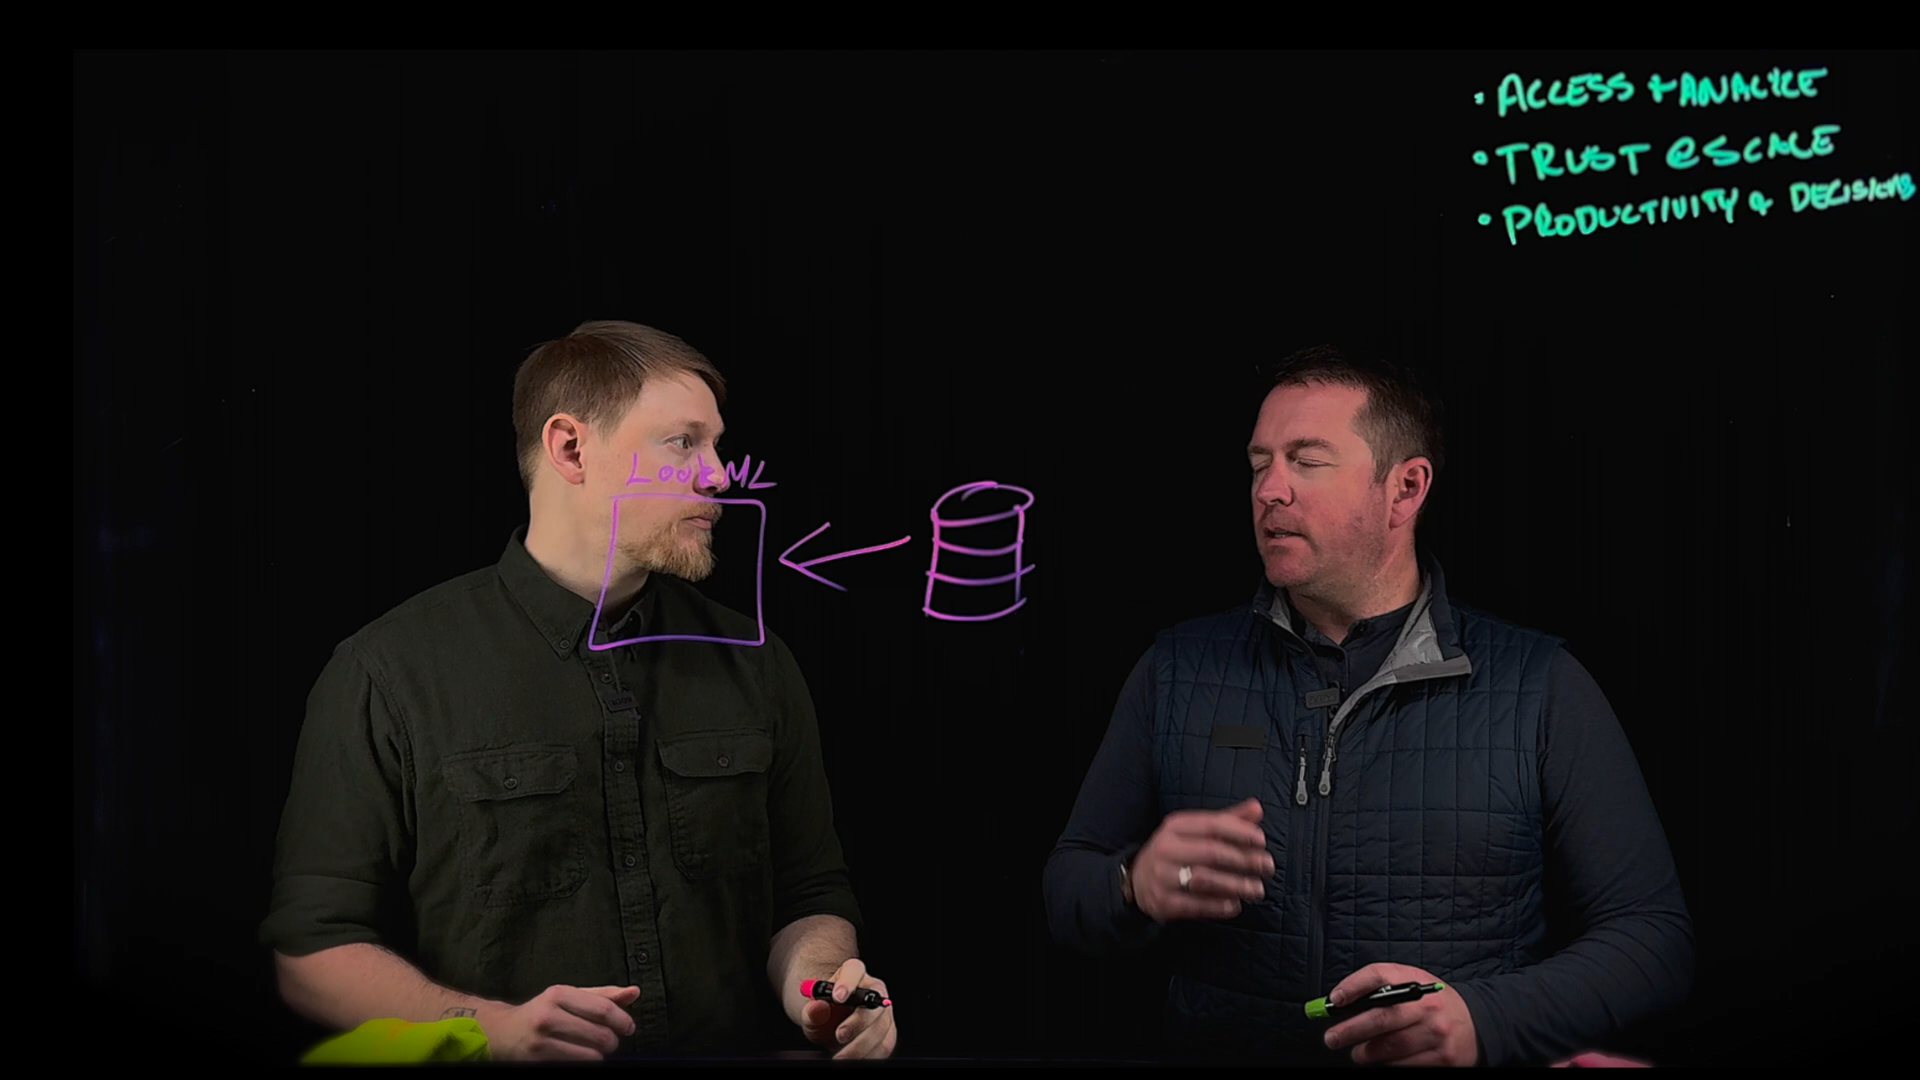 • ACCESS + ANALYZE
• TRUST @ SCALE
• PRODUCTIVITY & DECISIONS
LookML